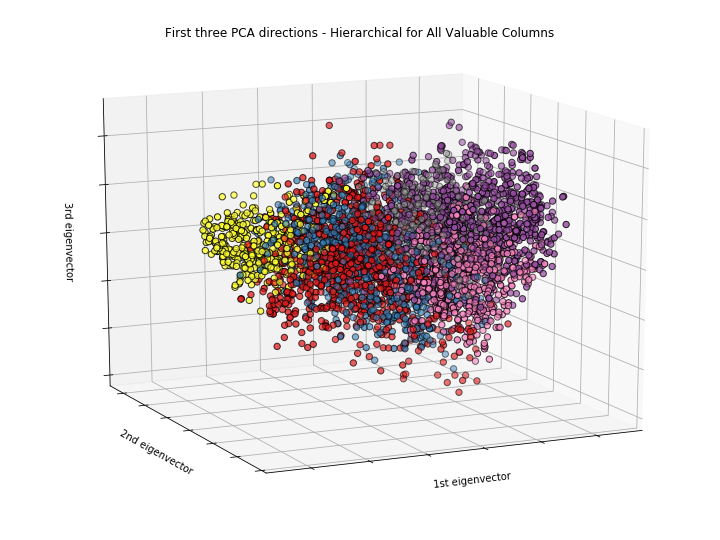 First three PCA directions - Hierarchical for All Valuable Columns
3rd eigenvector
2nd eigenvector
1st eigenvector